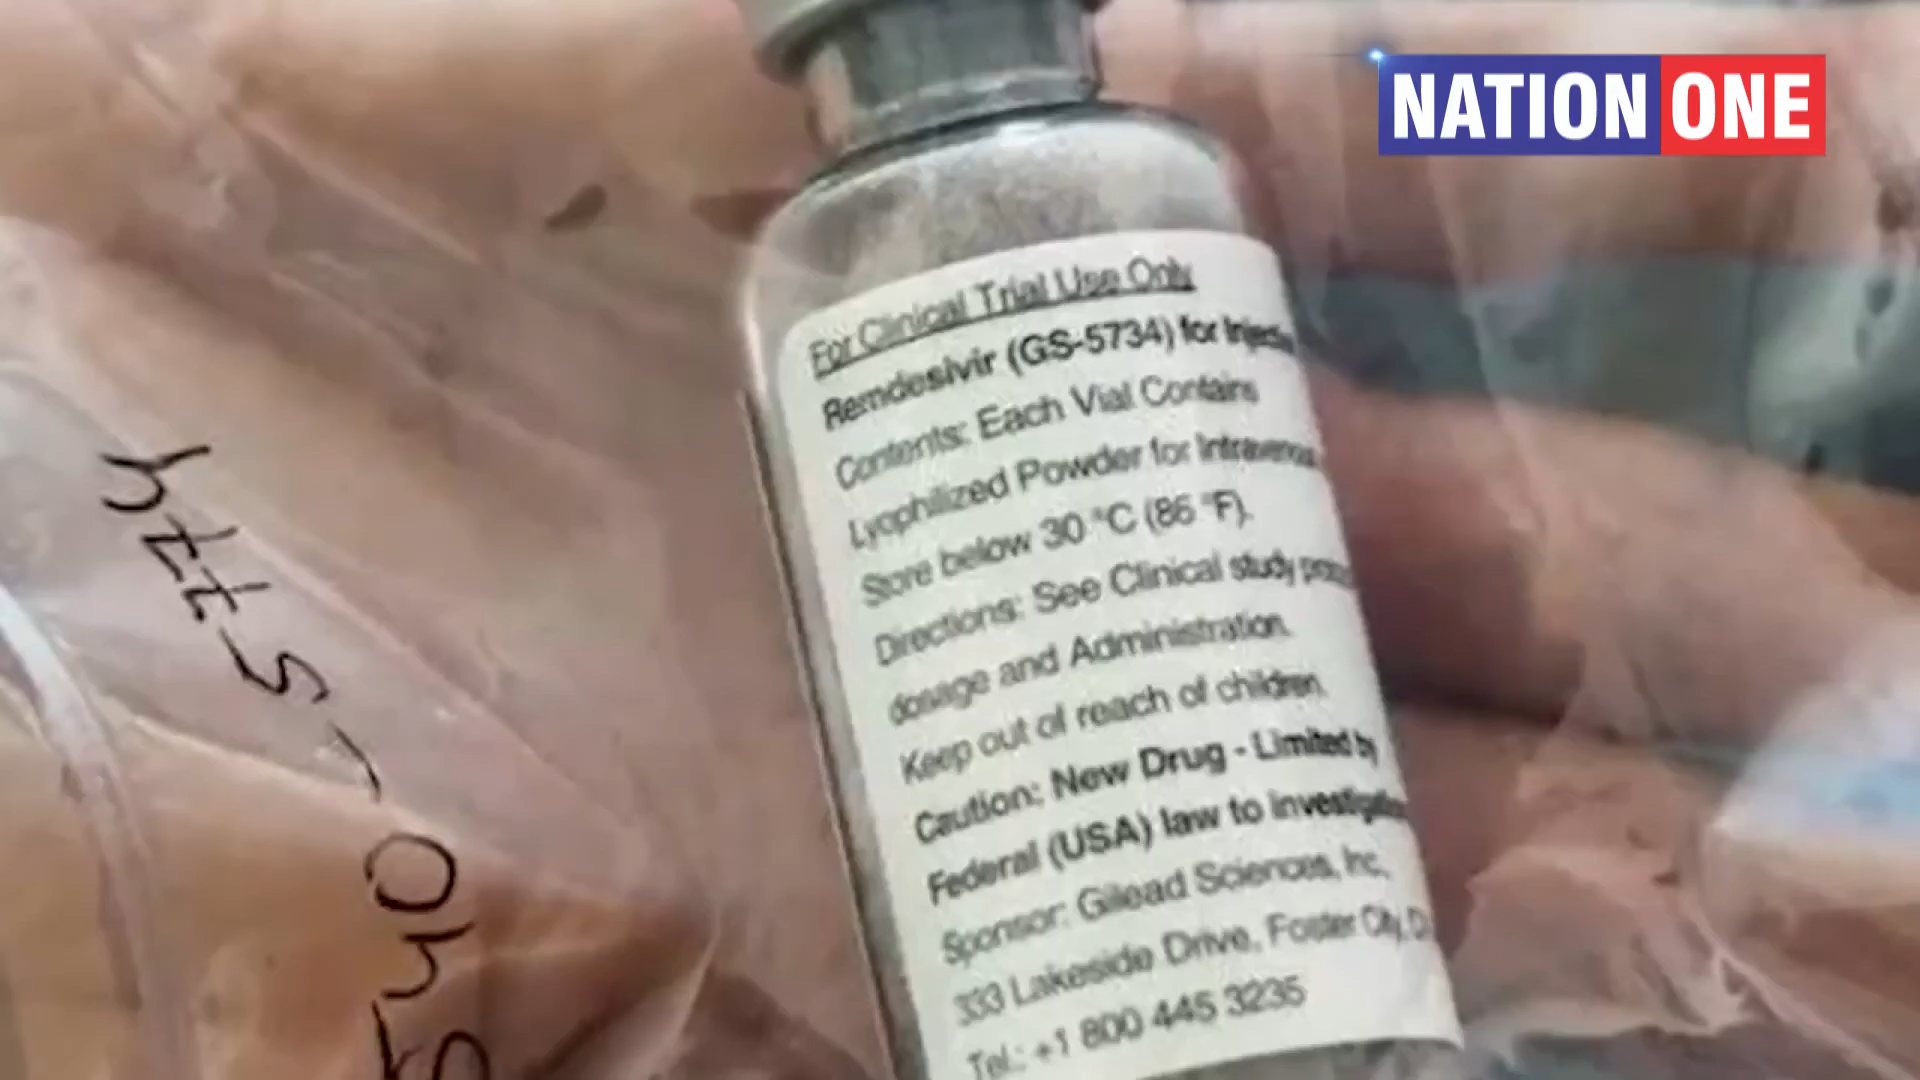 NATION ONE
For Clinical Trial Use Only
Remdesivir (GS-5734) for
Contents: Each Vial Contains
Lyophilized Powder for
Store below 30 °C (86 °F).
Directions: See Clinical study
dosage and Administration.
Keep out of reach of children.
Caution: New Drug - Limited by
Federal (USA) law to
Sponsor: Gilead Sciences, Inc.
333 Lakeside Drive, Foster City,
Tel.: +1 800 445 3235